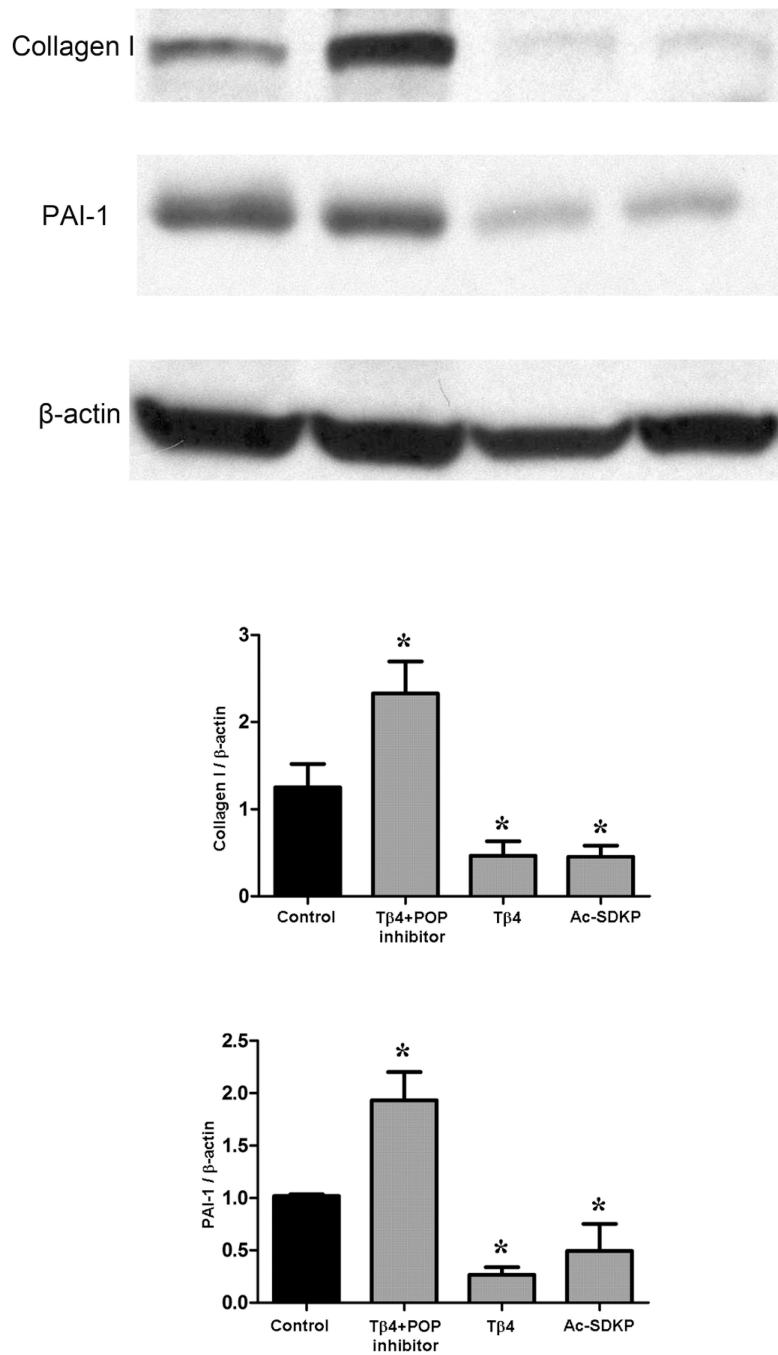 Collagen I
PAI-1
β-actin
Collagen I / β-actin
3
2
1
0
*
*
*
Control
Tβ4+POP
inhibitor
Tβ4
Ac-SDKP
PAI-1 / β-actin
2.5
2.0
1.5
1.0
0.5
0.0
*
*
*
Control
Tβ4+POP
inhibitor
Tβ4
Ac-SDKP